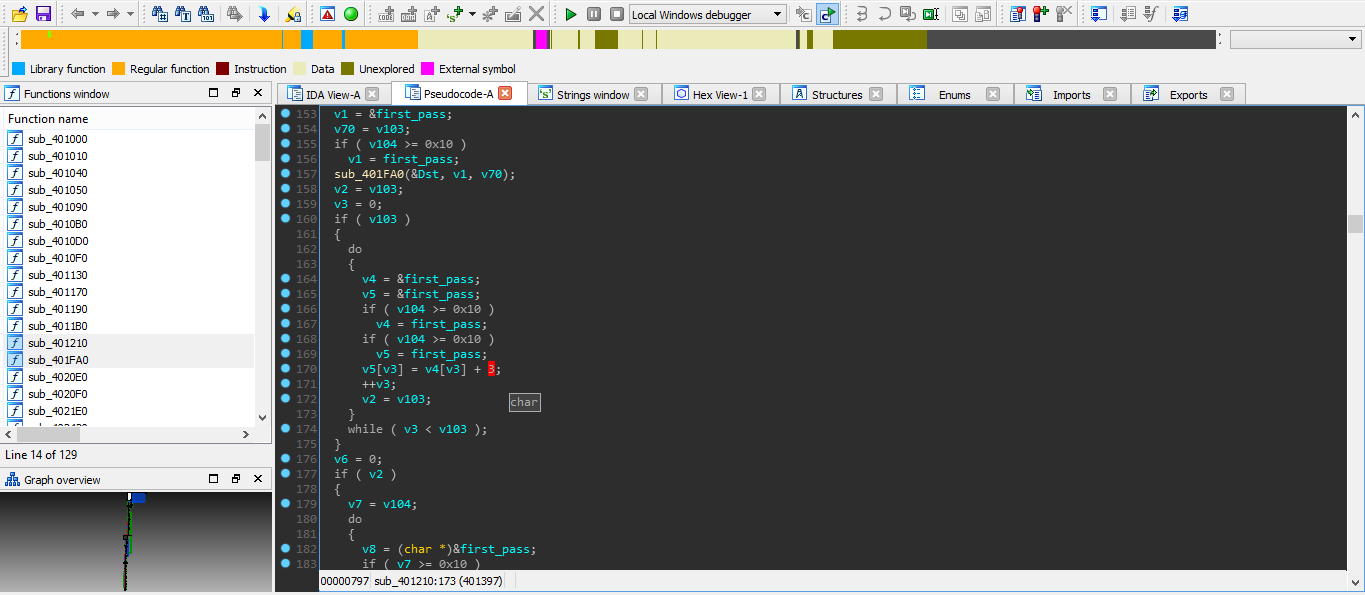 Local Windows debugger
Library function Regular function Instruction Data Unexplored External symbol
Functions window
IDA View-A Pseudocode-A Strings window Hex View-1 Structures Enums Imports Exports
Function name
sub_401000
sub_401010
sub_401040
sub_401050
sub_401090
sub_4010B0
sub_4010D0
sub_4010F0
sub_401130
sub_401170
sub_401190
sub_4011B0
sub_401210
sub_401FA0
sub_4020E0
sub_4020F0
sub_4021E0
Line 14 of 129
Graph overview
153 v1 = &first_pass;
154 v70 = v103;
155 if ( v104 >= 0x10 )
156 v1 = first_pass;
157 sub_401FA0(&Dst, v1, v70);
158 v2 = v103;
159 v3 = 0;
160 if ( v103 )
161 {
162 do
163 {
164 v4 = &first_pass;
165 v5 = &first_pass;
166 if ( v104 >= 0x10 )
167 v4 = first_pass;
168 if ( v104 >= 0x10 )
169 v5 = first_pass;
170 v5[v3] = v4[v3] + 3;
171 ++v3;
172 v2 = v103;
char
173 }
174 while ( v3 < v103 );
175 }
176 v6 = 0;
177 if ( v2 )
178 {
179 v7 = v104;
180 do
181 {
182 v8 = (char *)&first_pass;
183 if ( v7 >= 0x10 )
00000797 sub_401210:173 (401397)